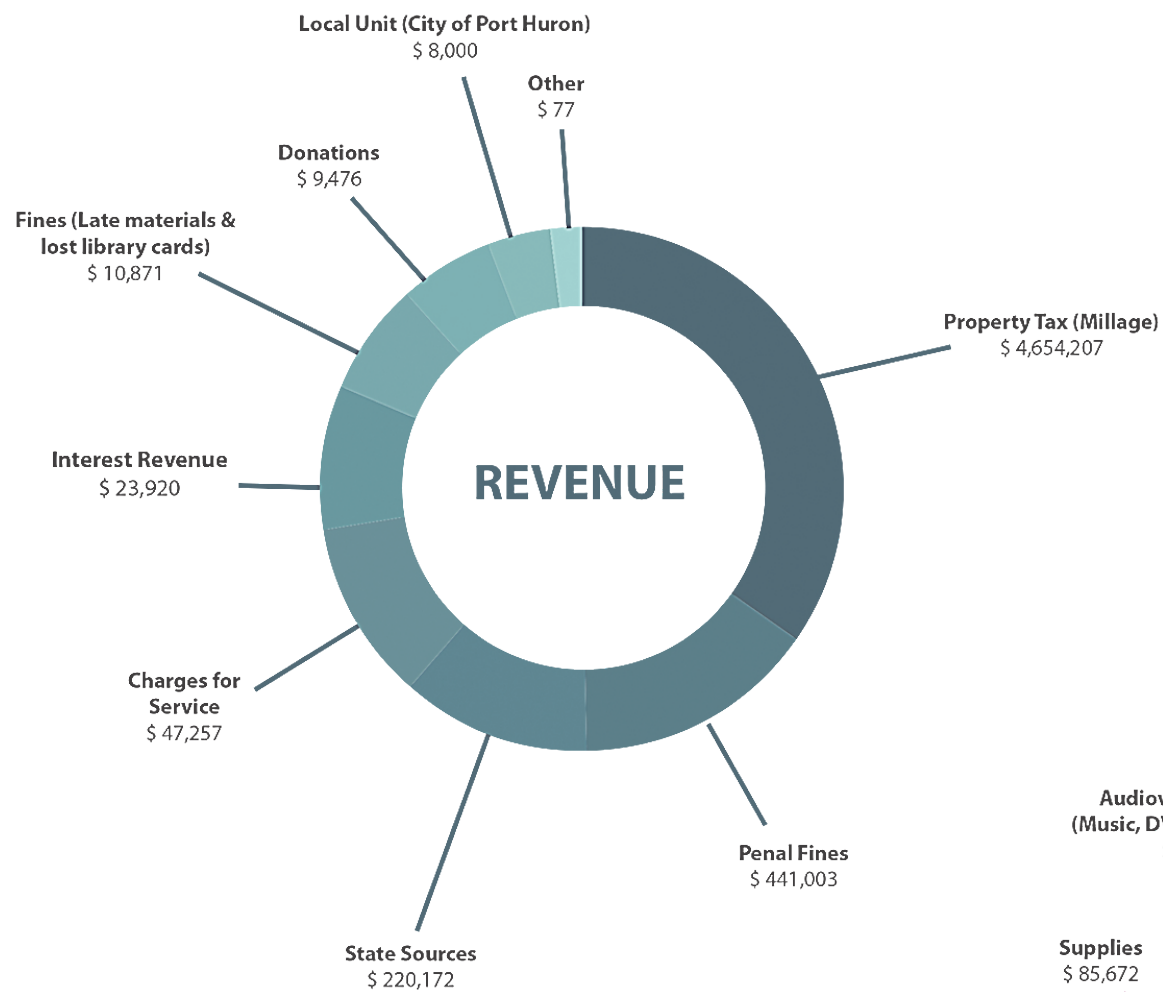 Local Unit (City of Port Huron)
$ 8,000
Other
$ 77
Donations
$ 9,476
Fines (Late materials &
lost library cards)
$ 10,871
Property Tax (Millage)
$ 4,654,207
Interest Revenue
$ 23,920
REVENUE
Charges for
Service
$ 47,257
Penal Fines
$ 441,003
State Sources
$ 220,172
(Music,
Supplies
$ 85,672